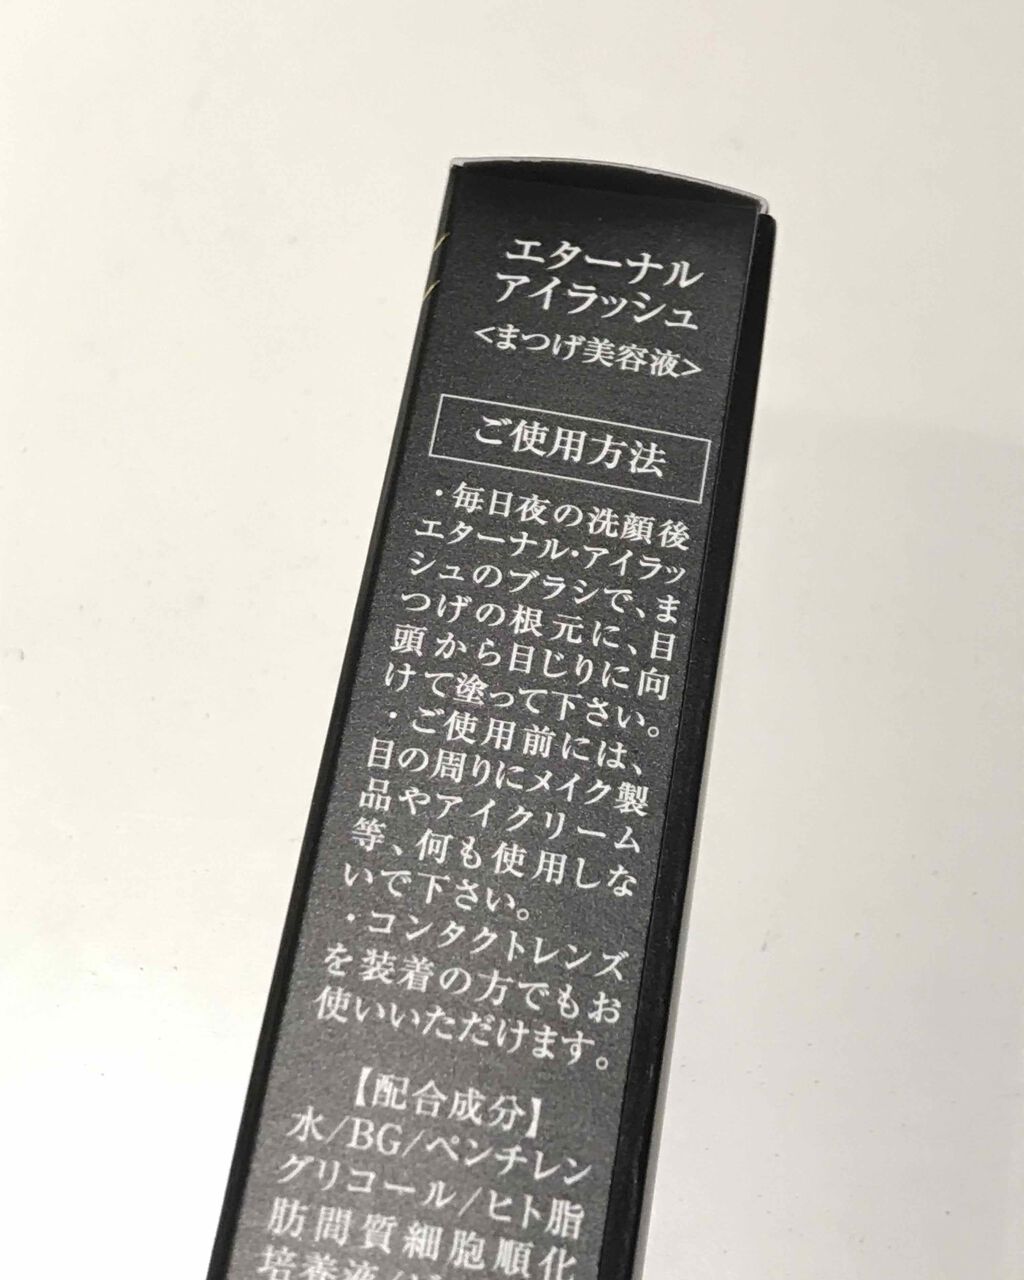 エターナル
アイラッシュ
<まつげ美容液>
ご使用方法
・毎日夜の洗顔後
エターナル・アイラッ
シュのブラシで、ま
つげの根元に、目
頭から目じりに向
けて塗って下さい。
・ご使用前には、
目の周りにメイク製
品やアイクリーム
等、何も使用しな
いで下さい。
・コンタクトレンズ
を装着の方でもお
使いいただけます。
【配合成分】
水/BG/ペンチレン
グリコール/ヒト脂
肪間質細胞順化
培養液/